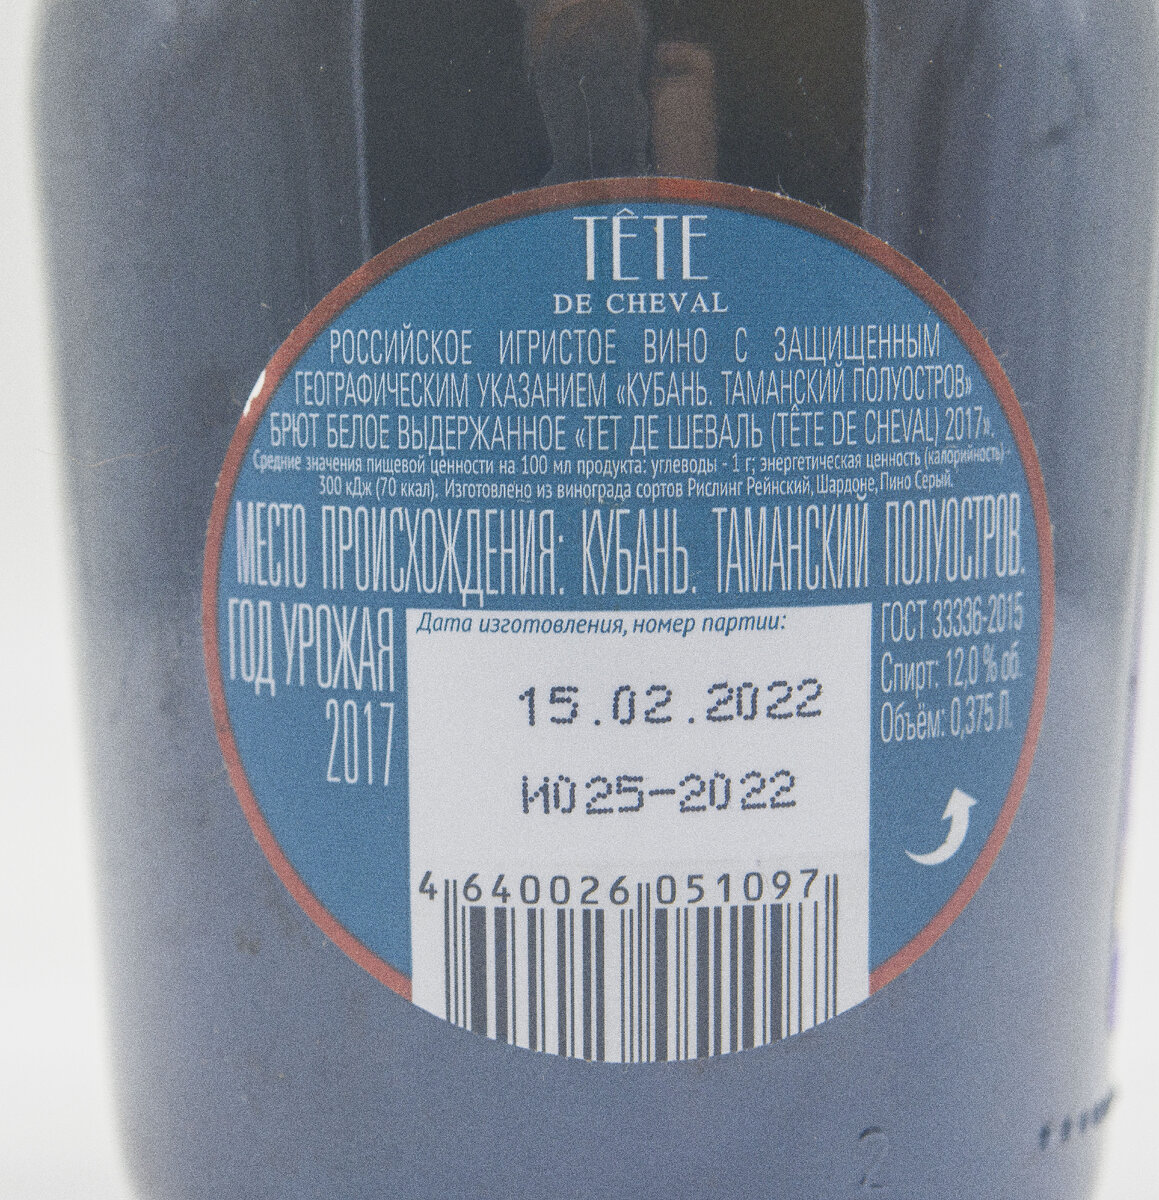 TÊTE
DE CHEVAL
РОССИЙСКОЕ ИГРИСТОЕ ВИНО С ЗАЩИЩЕННЫМ
ГЕОГРАФИЧЕСКИМ УКАЗАНИЕМ «КУБАНЬ. ТАМАНСКИЙ ПОЛУОСТРОВ»
БРЮТ БЕЛОЕ ВЫДЕРЖАННОЕ «ТЕТ ДЕ ШЕВАЛЬ (TÊTE DE CHEVAL) 2017».
Средние значения пищевой ценности на 100 мл продукта: углеводы - 1 г; энергетическая ценность (калорийность) -
300 кДж (70 ккал). Изготовлено из винограда сортов Рислинг Рейнский, Шардоне, Пино Серый.
МЕСТО ПРОИСХОЖДЕНИЯ: КУБАНЬ. ТАМАНСКИЙ ПОЛУОСТРОВ.
ГОД УРОЖАЯ
2017
Дата изготовления, номер партии:
15.02.2022
И025-2022
4 640026 051097
ГОСТ 33336-2015
Спирт: 12,0 % об.
Объём: 0,375 Л.
2